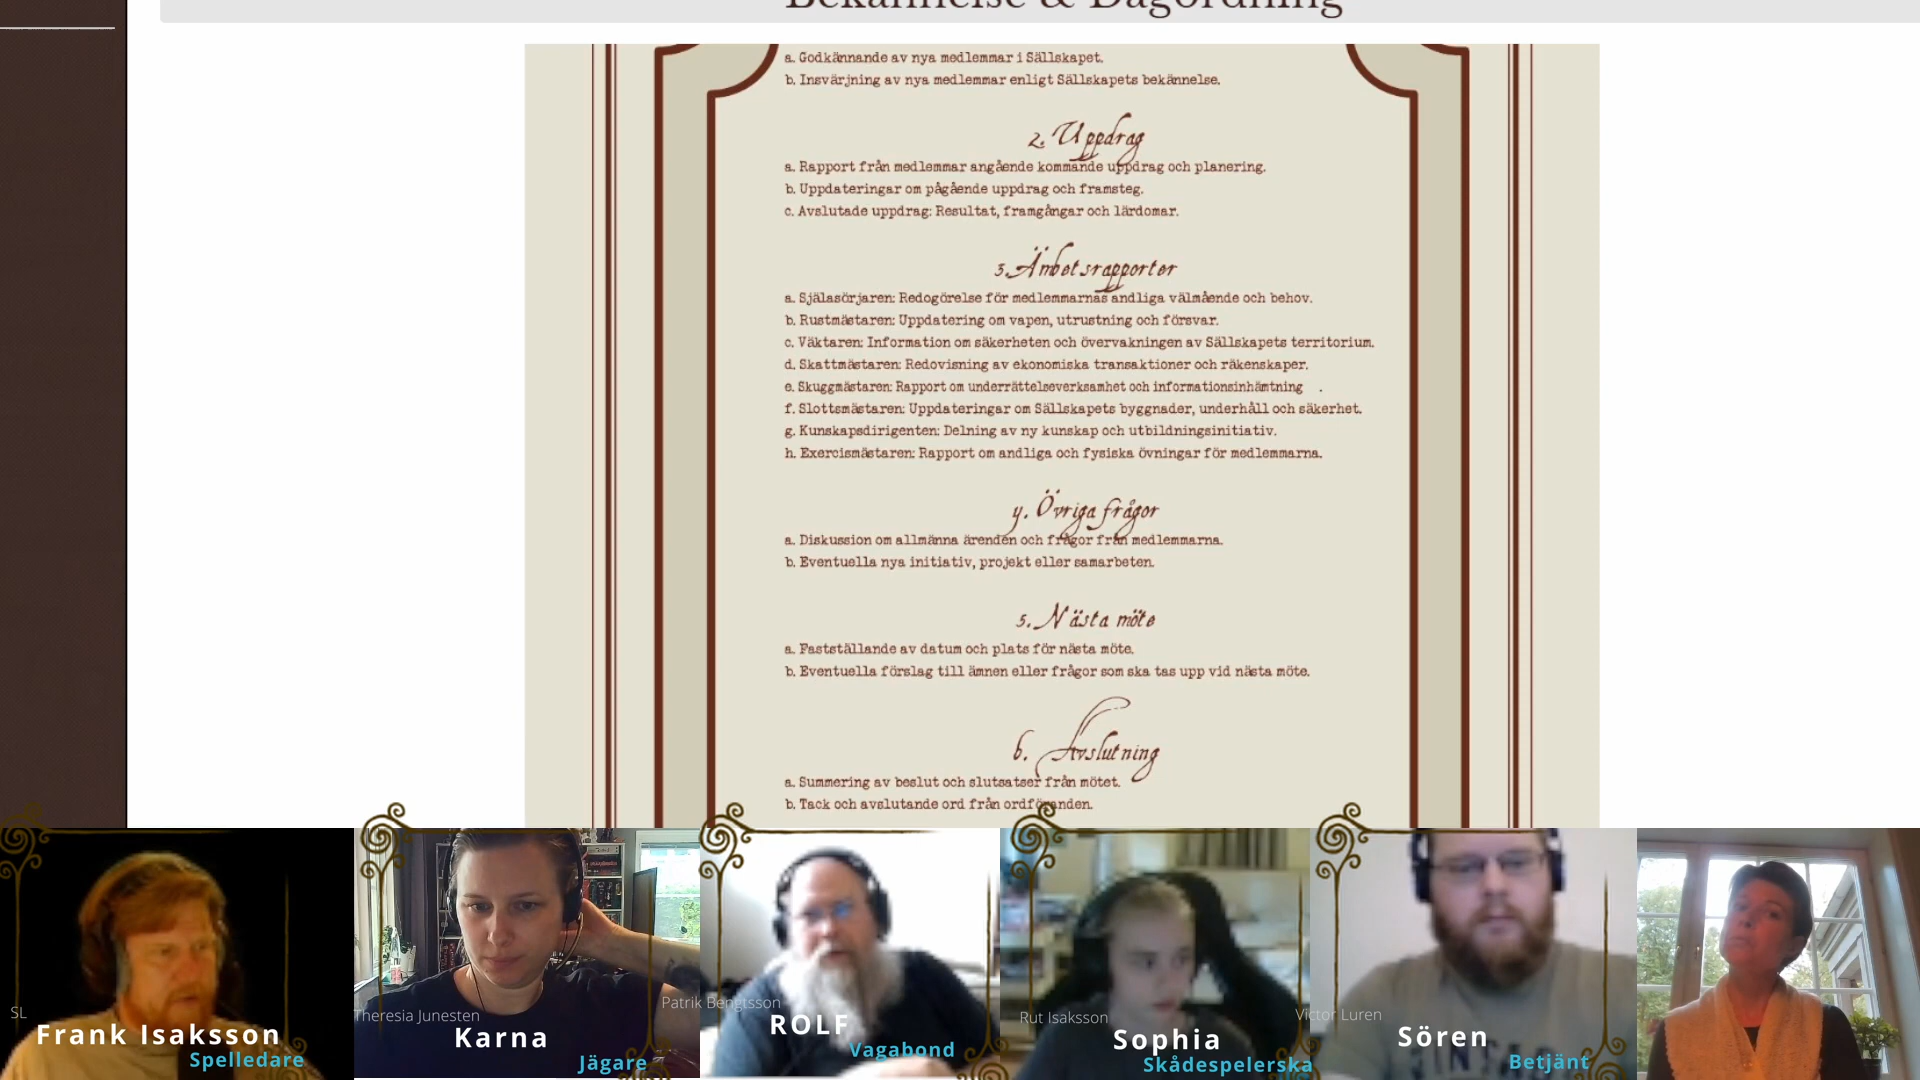 Bekännelse & Dagordning
a. Godkännande av nya medlemmar i Sällskapet.
b. Insvärjning av nya medlemmar enligt Sällskapets bekännelse.
2. Uppdrag
a. Rapport från medlemmar angående kommande uppdrag och planering.
b. Uppdateringar om pågående uppdrag och framsteg.
c. Avslutade uppdrag: Resultat, framgångar och lärdomar.
3. Ämbetsrapporter
a. Själasörjaren: Redogörelse för medlemmarnas andliga välmående och behov.
b. Rustmästaren: Uppdatering om vapen, utrustning och försvar.
c. Väktaren: Information om säkerheten och övervakningen av Sällskapets territorium.
d. Skattmästaren: Redovisning av ekonomiska transaktioner och räkenskaper.
e. Skuggmästaren: Rapport om underrättelseverksamhet och informationsinhämtning .
f. Slottsmästaren: Uppdateringar om Sällskapets byggnader, underhåll och säkerhet.
g. Kunskapsdirigenten: Delning av ny kunskap och utbildningsinitiativ.
h. Exercismästaren: Rapport om andliga och fysiska övningar för medlemmarna.
4. Övriga frågor
a. Diskussion om allmänna ärenden och frågor från medlemmarna.
b. Eventuella nya initiativ, projekt eller samarbeten.
5. Nästa möte
a. Fastställande av datum och plats för nästa möte.
b. Eventuella förslag till ämnen eller frågor som ska tas upp vid nästa möte.
6. Avslutning
a. Summering av beslut och slutsatser från mötet.
b. Tack och avslutande ord från ordföranden.
SL
Frank Isaksson
Spelledare
Theresia Junesten
Karna
Jägare
Patrik Bengtsson
ROLF
Vagabond
Rut Isaksson
Sophia
Skådespelerska
Victor Luren
Sören
Betjänt